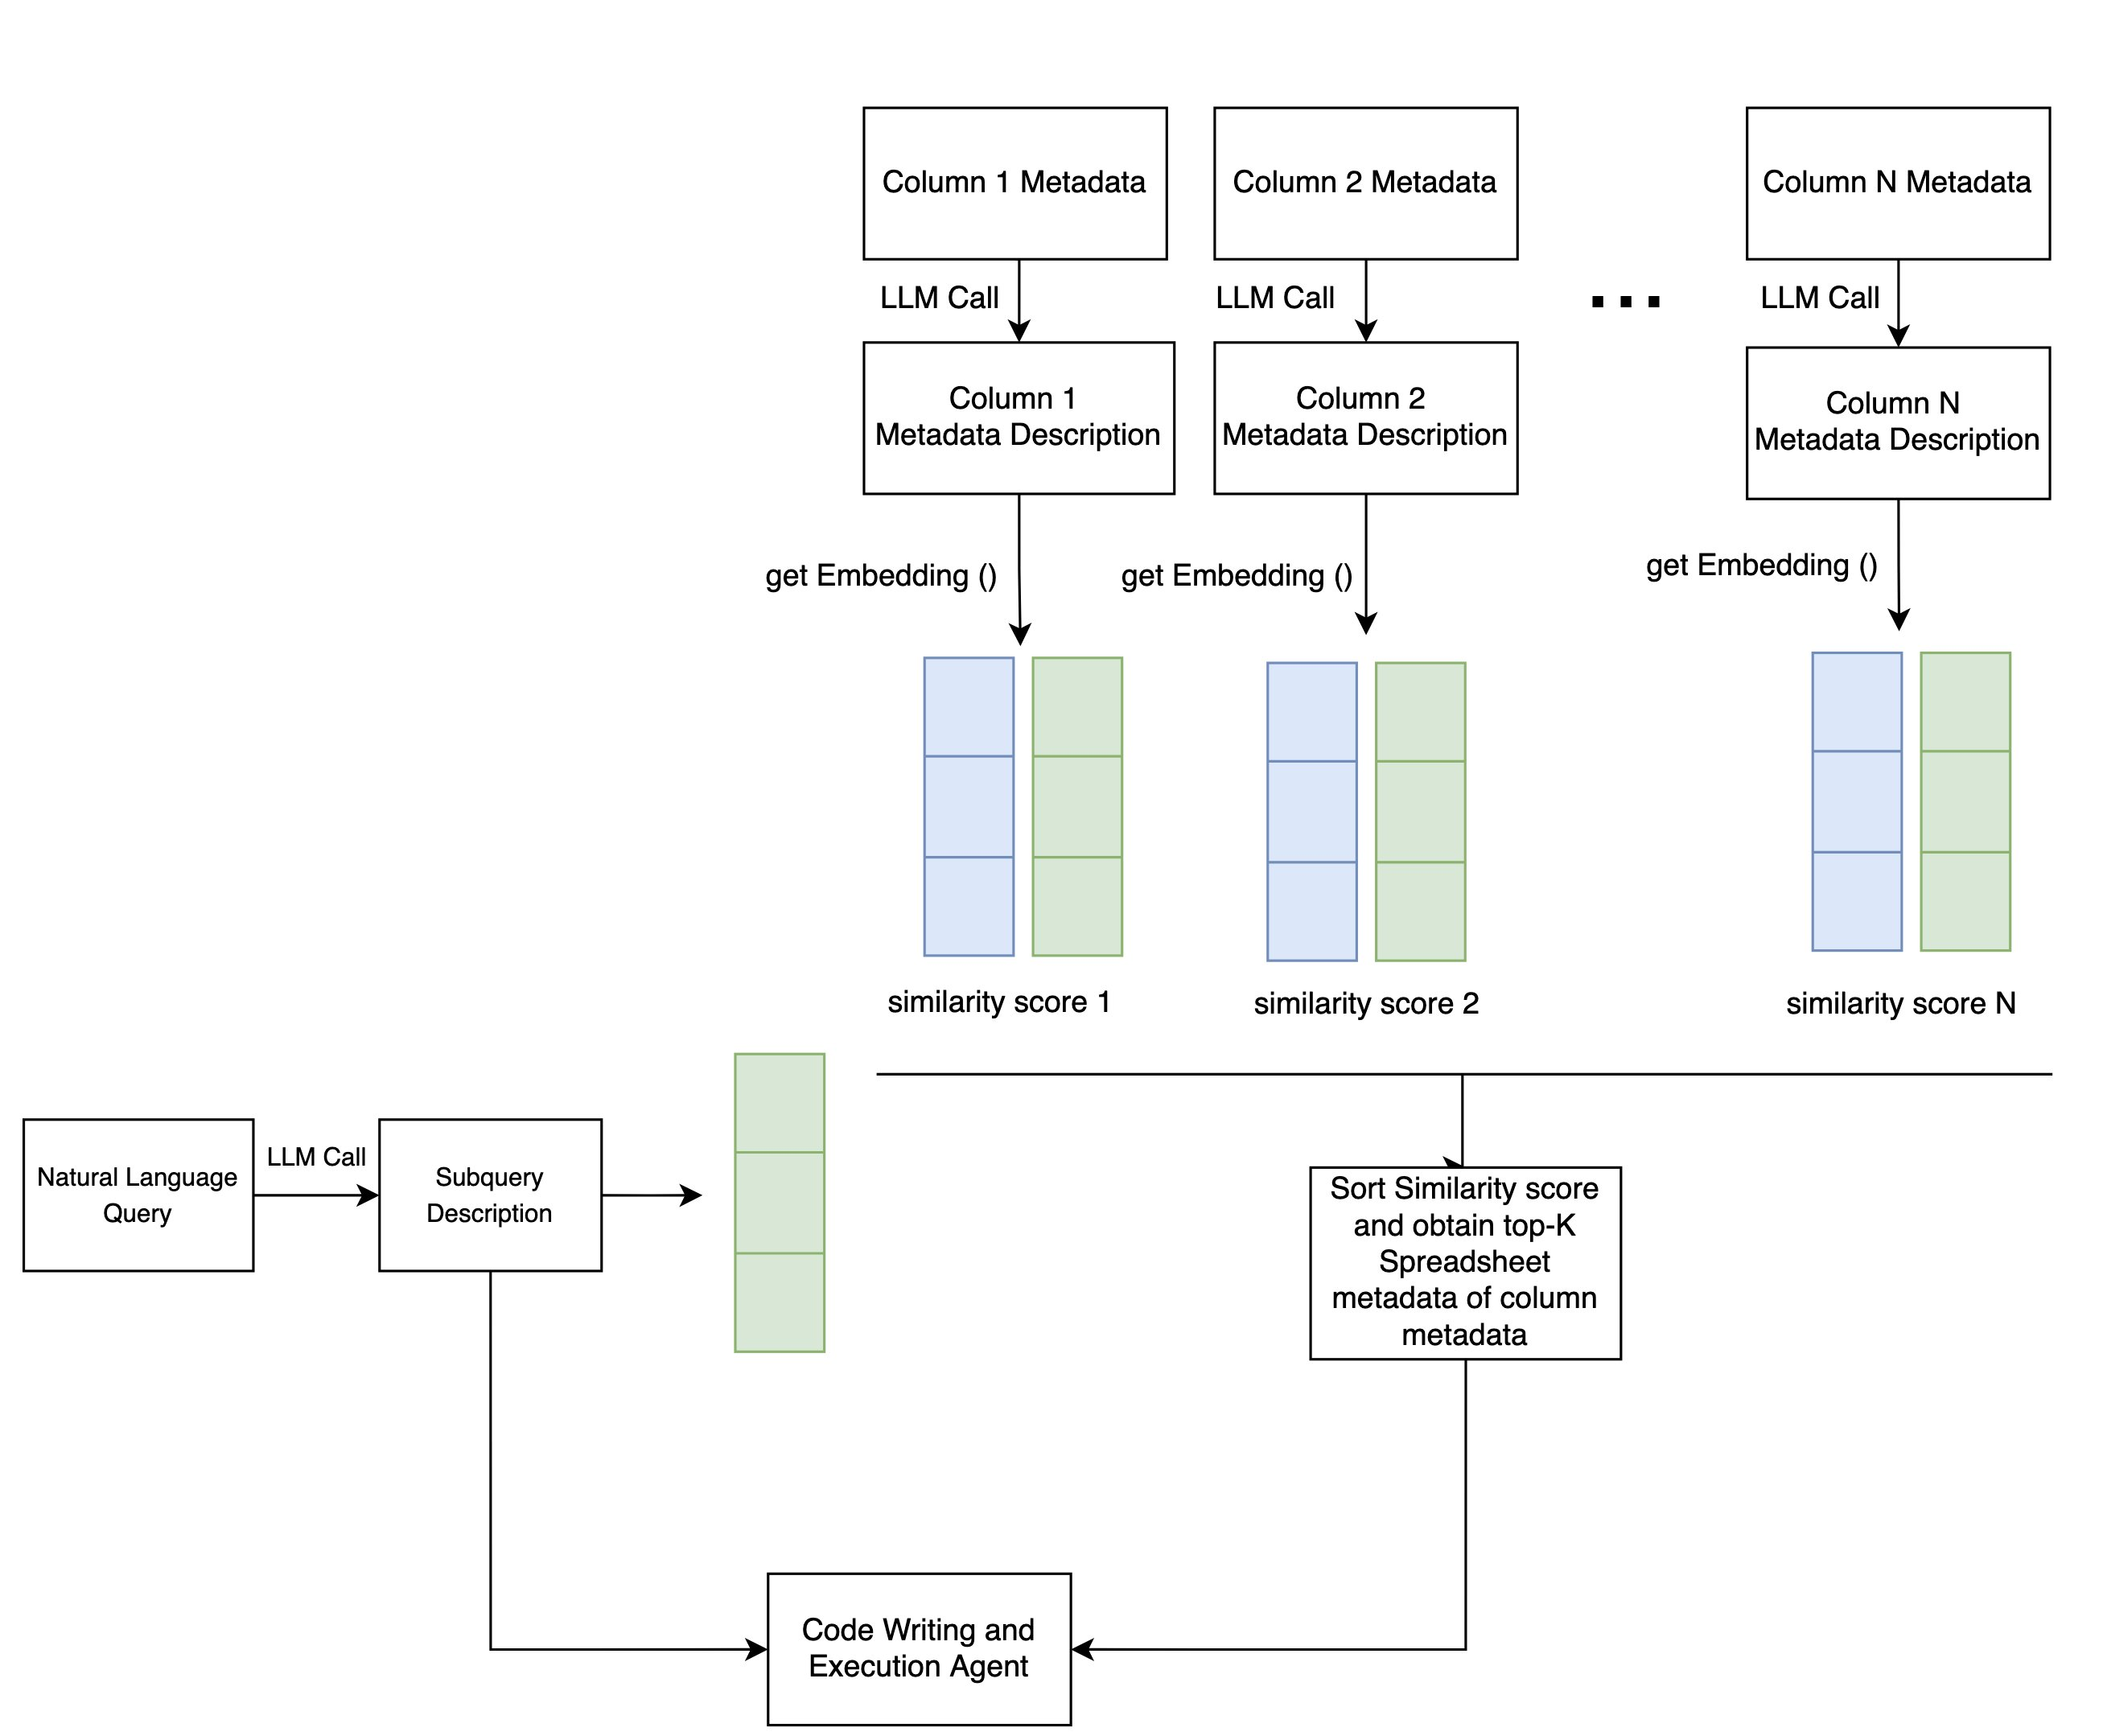 Column 1 Metadata
Column 2 Metadata
Column N Metadata
LLM Call
LLM Call
LLM Call
Column 1
Metadata Description
Column 2
Metadata Description
Column N
Metadata Description
get Embedding ()
get Embedding ()
get Embedding ()
similarity score 1
similarity score 2
similarity score N
Natural Language
Query
LLM Call
Subquery
Description
Sort Similarity score
and obtain top-K
Spreadsheet
metadata of column
metadata
Code Writing and
Execution Agent